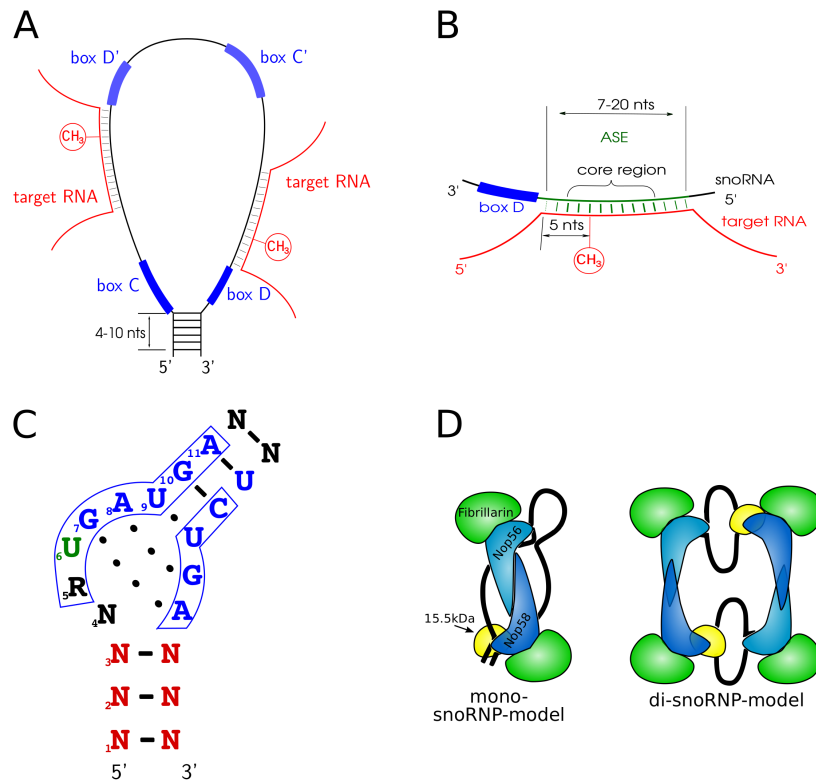 A
box D'
box C'
CH3
target RNA
target RNA
CH3
box C
box D
4-10 nts
5' 3'
B
7-20 nts
ASE
core region
3'
snoRNA
box D
5'
target RNA
5 nts
CH3
5'
3'
C
N
N
11 A
10 G
U
9 U
8 A
C
7 G
U
6 U
G
5 R
A
4 N
3 N N
2 N N
1 N N
5' 3'
D
Fibrillarin
Nop56
15.5kDa
Nop58
mono-
snoRNP-model
di-snoRNP-model